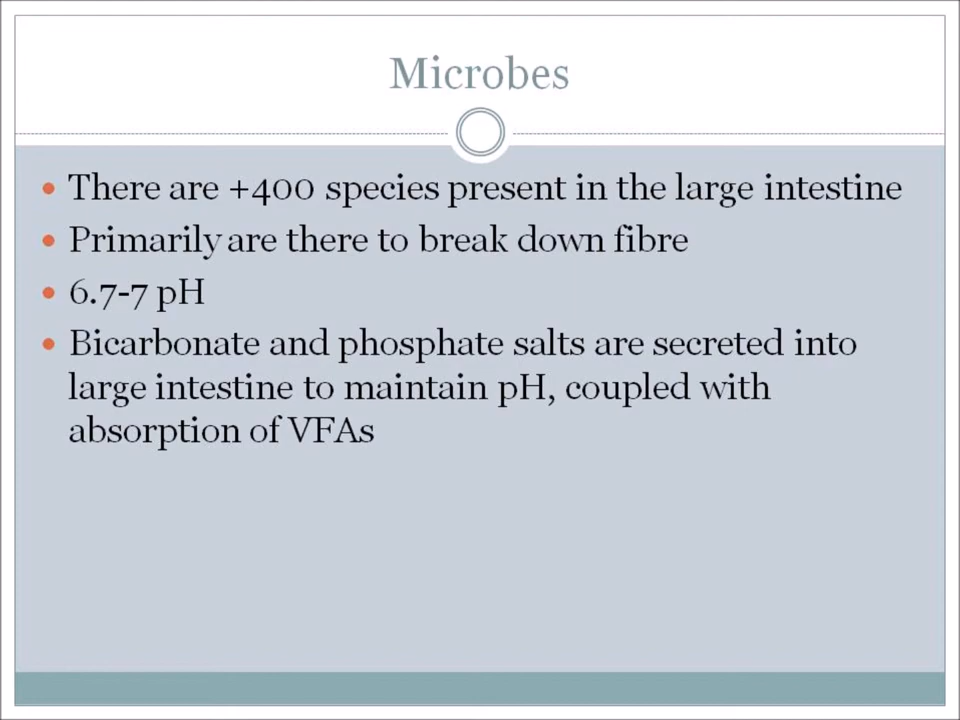 Microbes
There are +400 species present in the large intestine
Primarily are there to break down fibre
6.7-7 pH
Bicarbonate and phosphate salts are secreted into
large intestine to maintain pH, coupled with
absorption of VFAs